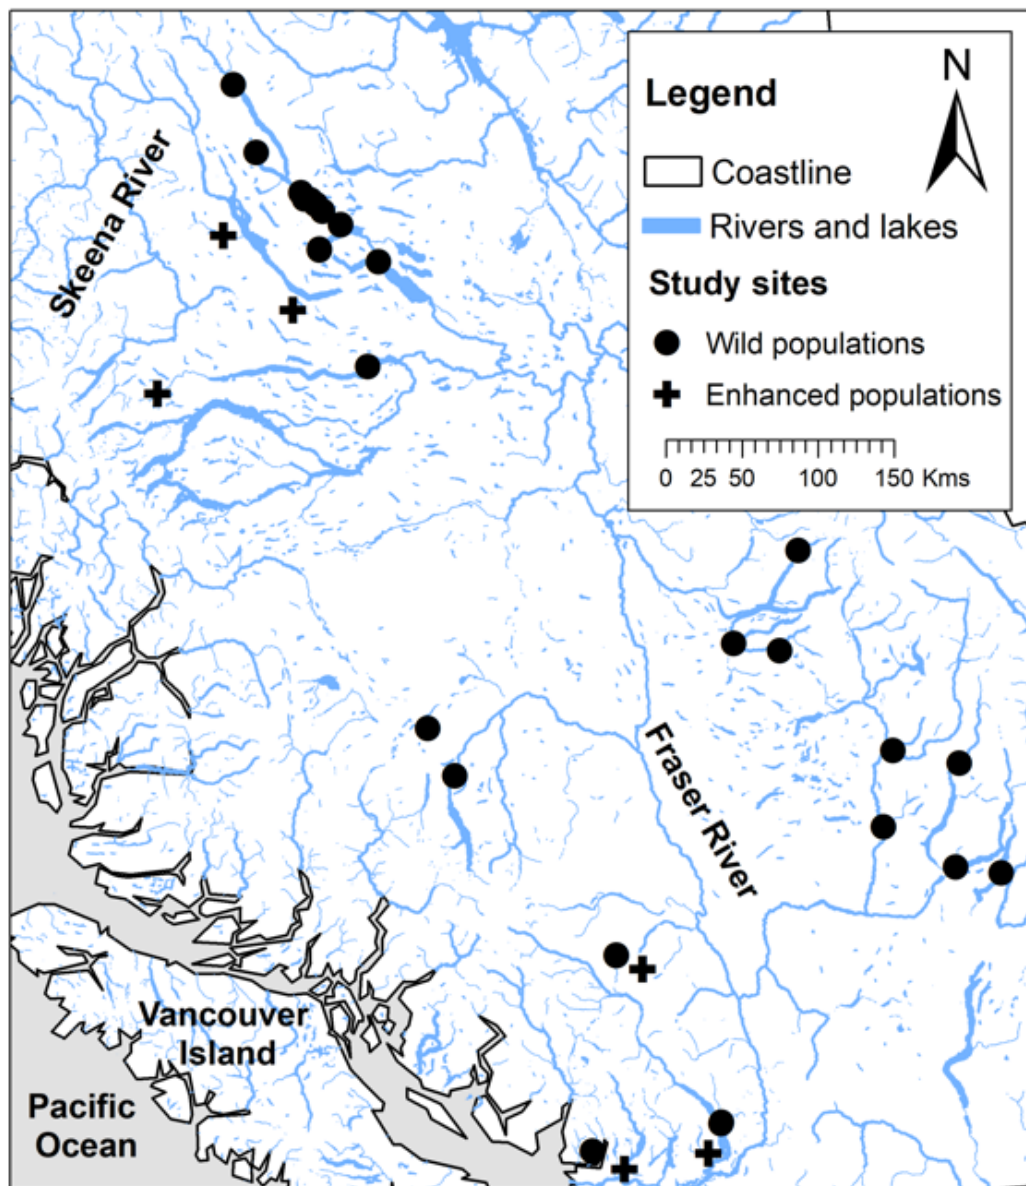 N
Legend
Coastline
Rivers and lakes
Study sites
Wild populations
Enhanced populations
0 25 50 100 150 Kms
Skeena River
Fraser River
Vancouver
Island
Pacific
Ocean